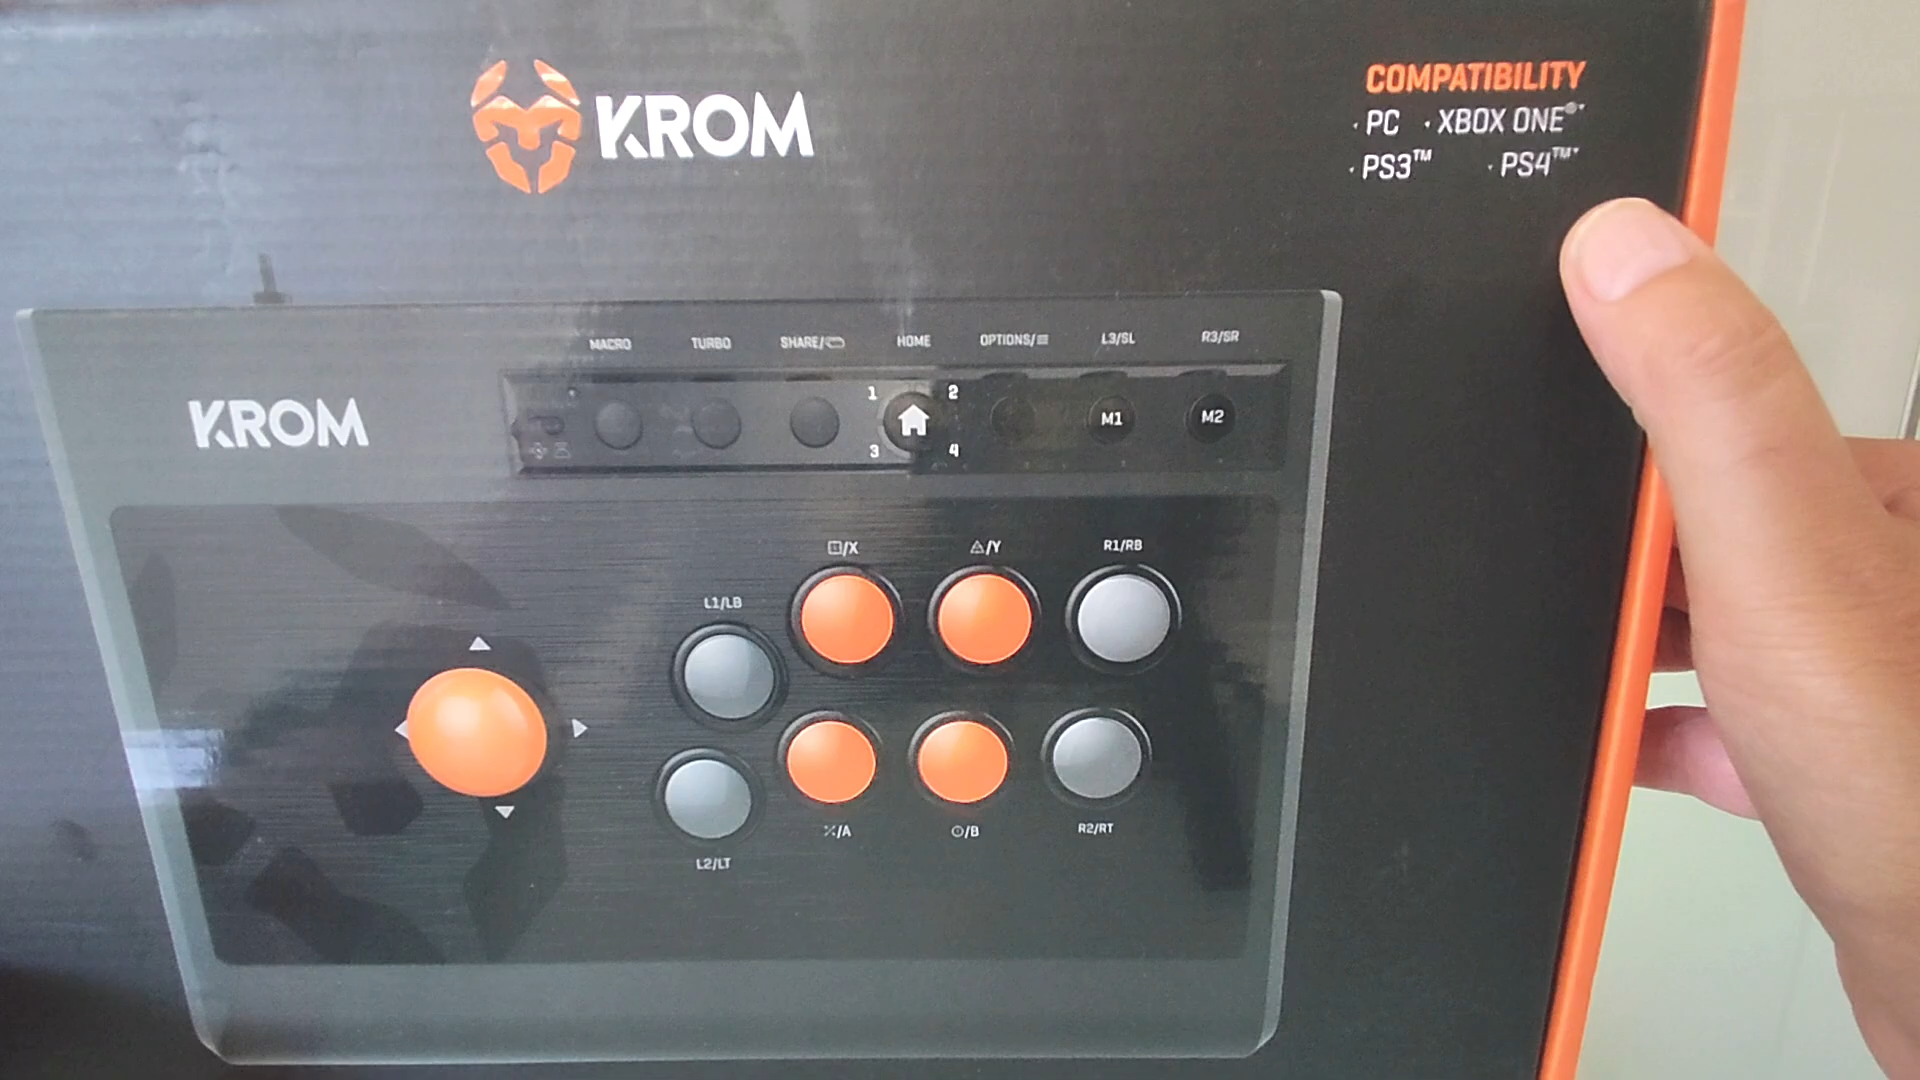 KROM
COMPATIBILITY
· PC · XBOX ONE®*
· PS3™ · PS4™*
MACRO TURBO SHARE/ HOME OPTIONS/ L3/SL R3/SR
1 2
KROM
M1 M2
3 4
/X /Y R1/RB
L1/LB
/A /B R2/RT
L2/LT